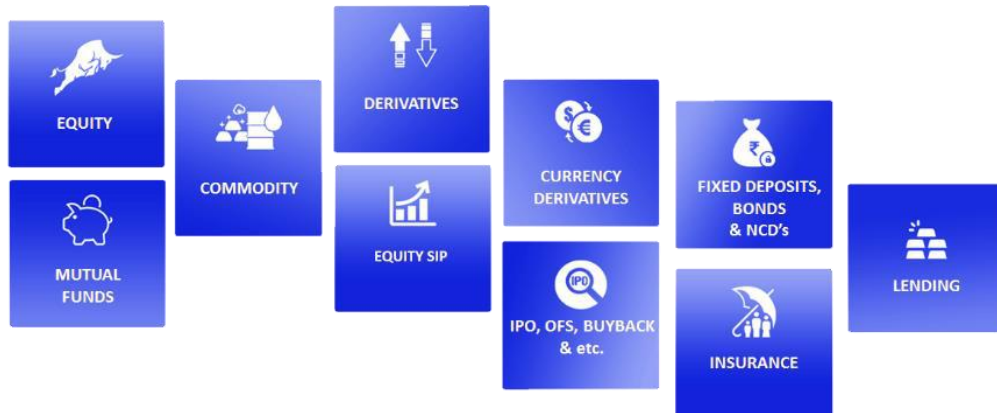 EQUITY
MUTUAL
FUNDS
COMMODITY
DERIVATIVES
EQUITY SIP
$
€
CURRENCY
DERIVATIVES
IPO
IPO, OFS, BUYBACK
& etc.
₹
FIXED DEPOSITS,
BONDS
& NCD's
INSURANCE
LENDING